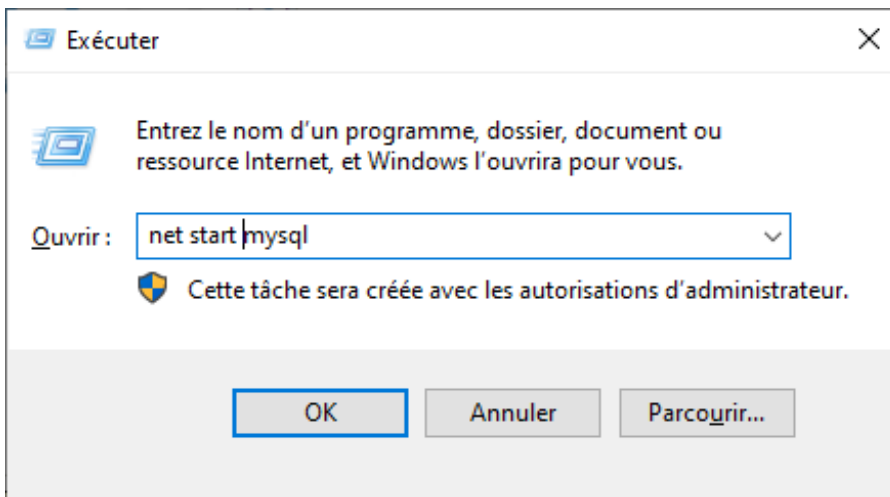 Exécuter
Entrez le nom d'un programme, dossier, document ou
ressource Internet, et Windows l'ouvrira pour vous.
Ouvrir : net start mysql
Cette tâche sera créée avec les autorisations d'administrateur.
OK Annuler Parcourir...